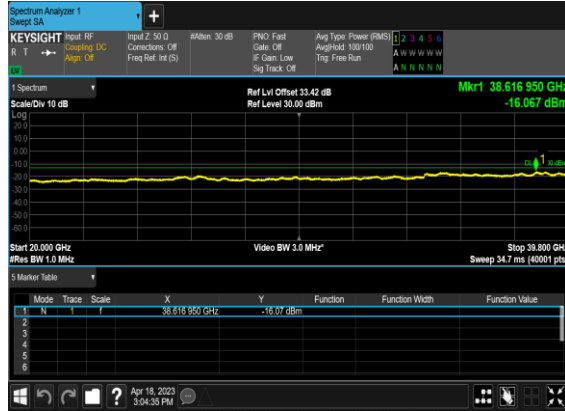 Spectrum Analyzer 1
Swept SA
+
KEYSIGHT Input: RF Input Z: 50 Ω #Atten: 30 dB PNO: Fast Avg Type: Power (RMS) 1 2 3 4 5 6
R T Coupling: DC Corrections: Off Gate: Off Avg|Hold: 100/100 A W W W W W
Align: Off Freq Ref: Int (S) IF Gain: Low Trig: Free Run
Sig Track: Off A N N N N N
1 Spectrum Ref Lvl Offset 33.42 dB Mkr1 38.616 950 GHz
Scale/Div 10 dB Ref Level 30.00 dBm -16.067 dBm
Log
20.0
10.0
0.00
-10.0
1
-20.0
-30.0
-40.0
-50.0
-60.0
Start 20.000 GHz Video BW 3.0 MHz* Stop 39.800 GHz
#Res BW 1.0 MHz Sweep 34.7 ms (40001 pts
5 Marker Table
Mode Trace Scale X Y Function Function Width Function Value
1 N 1 f 38.616 950 GHz -16.07 dBm
2
3
4
5
6
? Apr 18, 2023
3:04:35 PM